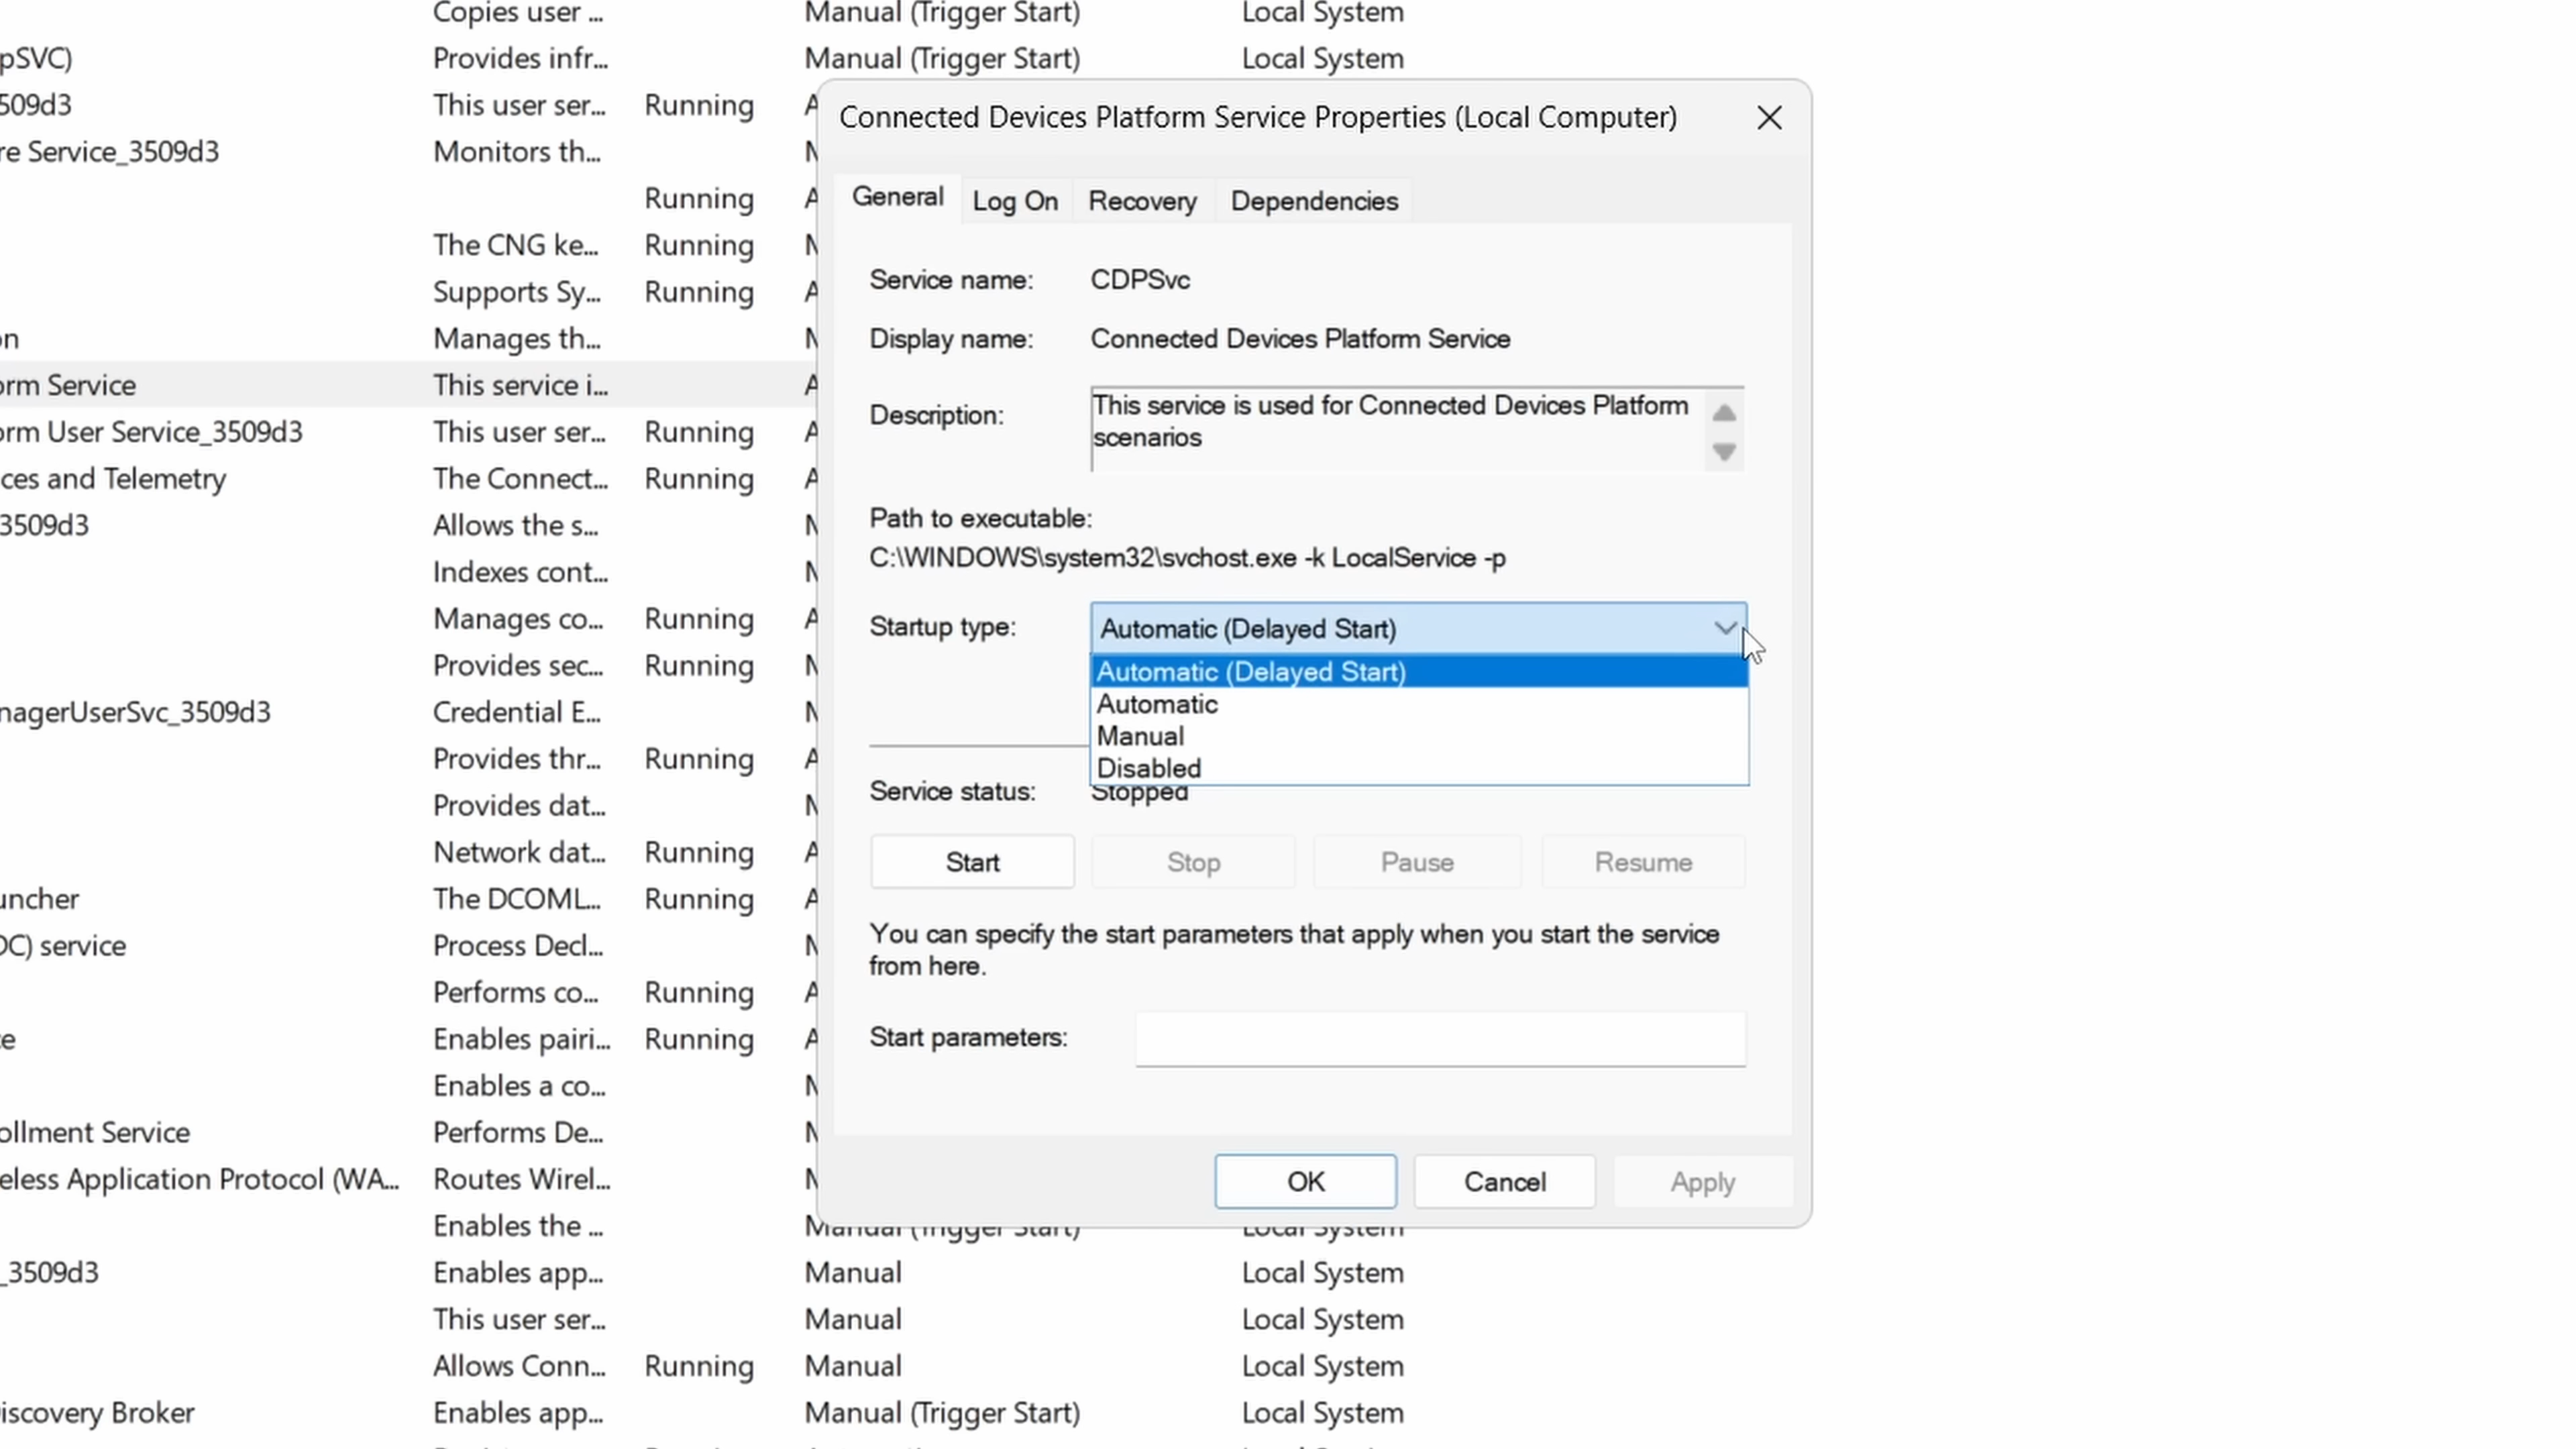 Copies user ... Manual (Trigger Start) Local System
pSVC) Provides infr... Manual (Trigger Start) Local System
509d3 This user ser... Running
re Service_3509d3 Monitors th...
Running
The CNG ke... Running
Supports Sy... Running
on Manages th...
orm Service This service i...
orm User Service_3509d3 This user ser... Running
ces and Telemetry The Connect... Running
3509d3 Allows the s...
Indexes cont...
Manages co... Running
Provides sec... Running
nagerUserSvc_3509d3 Credential E...
Provides thr... Running
Provides dat...
Network dat... Running
uncher The DCOML... Running
DC) service Process Decl...
Performs co... Running
ce Enables pairi... Running
Enables a co...
ollment Service Performs De...
eless Application Protocol (WA... Routes Wirel...
Enables the ... Manual (Trigger Start) Local System
_3509d3 Enables app... Manual Local System
This user ser... Manual Local System
Allows Conn... Running Manual Local System
Discovery Broker Enables app... Manual (Trigger Start) Local System
Connected Devices Platform Service Properties (Local Computer)
General Log On Recovery Dependencies
Service name: CDPSvc
Display name: Connected Devices Platform Service
Description: This service is used for Connected Devices Platform
scenarios
Path to executable:
C:\WINDOWS\system32\svchost.exe -k LocalService -p
Startup type: Automatic (Delayed Start)
Automatic (Delayed Start)
Automatic
Manual
Disabled
Service status: Stopped
Start Stop Pause Resume
You can specify the start parameters that apply when you start the service
from here.
Start parameters:
OK Cancel Apply